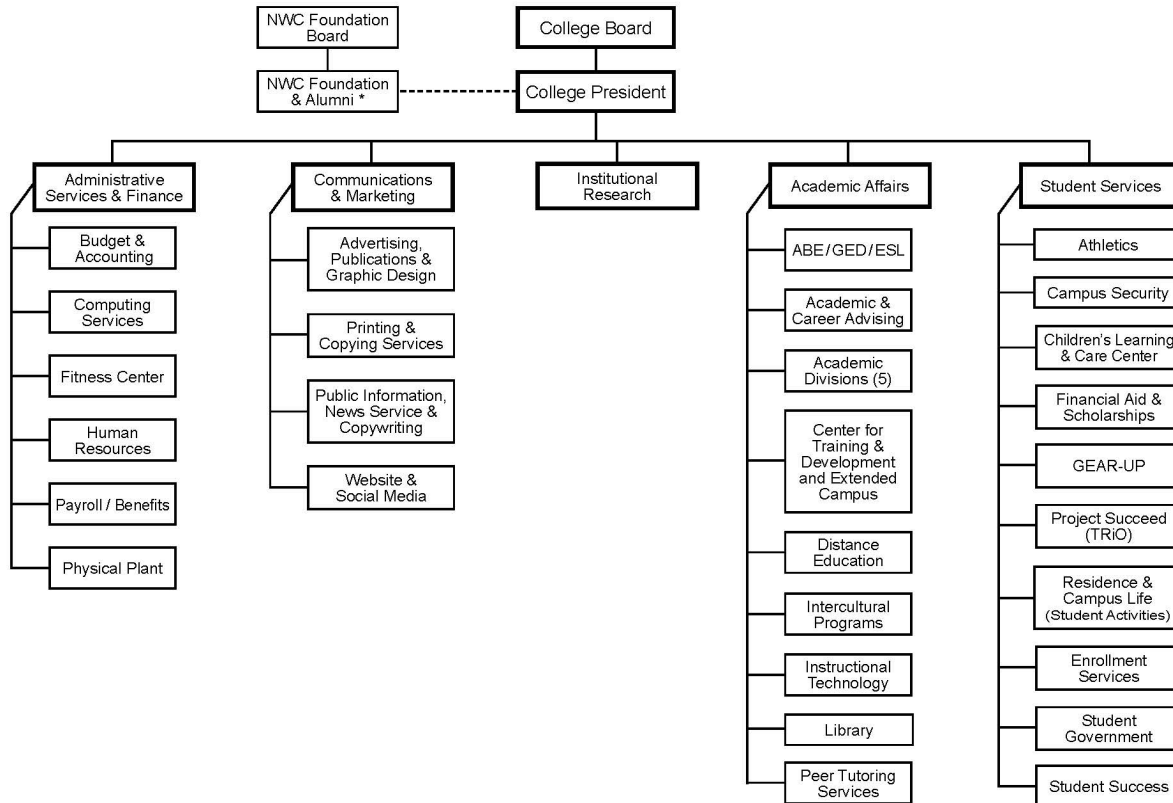 NWC Foundation
Board
College Board
NWC Foundation
& Alumni *
College President
Administrative
Services & Finance
Communications
& Marketing
Institutional
Research
Academic Affairs
Student Services
Budget &
Accounting
Computing
Services
Fitness Center
Human
Resources
Payroll / Benefits
Physical Plant
Advertising,
Publications &
Graphic Design
Printing &
Copying Services
Public Information,
News Service &
Copywriting
Website &
Social Media
ABE / GED / ESL
Academic &
Career Advising
Academic
Divisions (5)
Center for
Training &
Development
and Extended
Campus
Distance
Education
Intercultural
Programs
Instructional
Technology
Library
Peer Tutoring
Services
Athletics
Campus Security
Children's Learning
& Care Center
Financial Aid &
Scholarships
GEAR-UP
Project Succeed
(TRiO)
Residence &
Campus Life
(Student Activities)
Enrollment
Services
Student
Government
Student Success